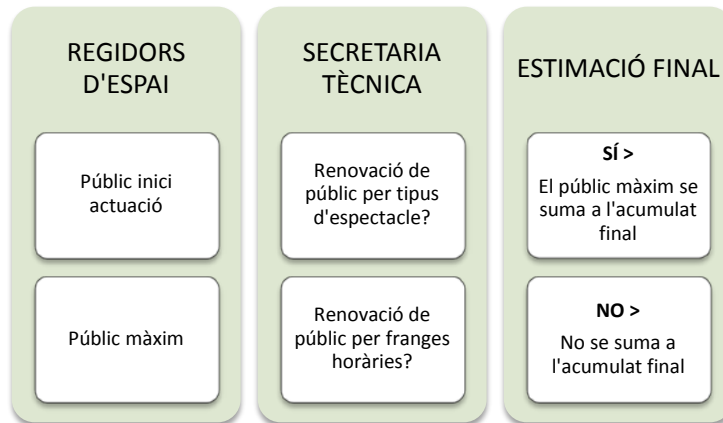 REGIDORS
D'ESPAI
Públic inici
actuació
Públic màxim
SECRETARIA
TÈCNICA
Renovació de
públic per tipus
d'espectacle?
Renovació de
públic per franges
horàries?
ESTIMACIÓ FINAL
SÍ >
El públic màxim se
suma a l'acumulat
final
NO >
No se suma a
l'acumulat final